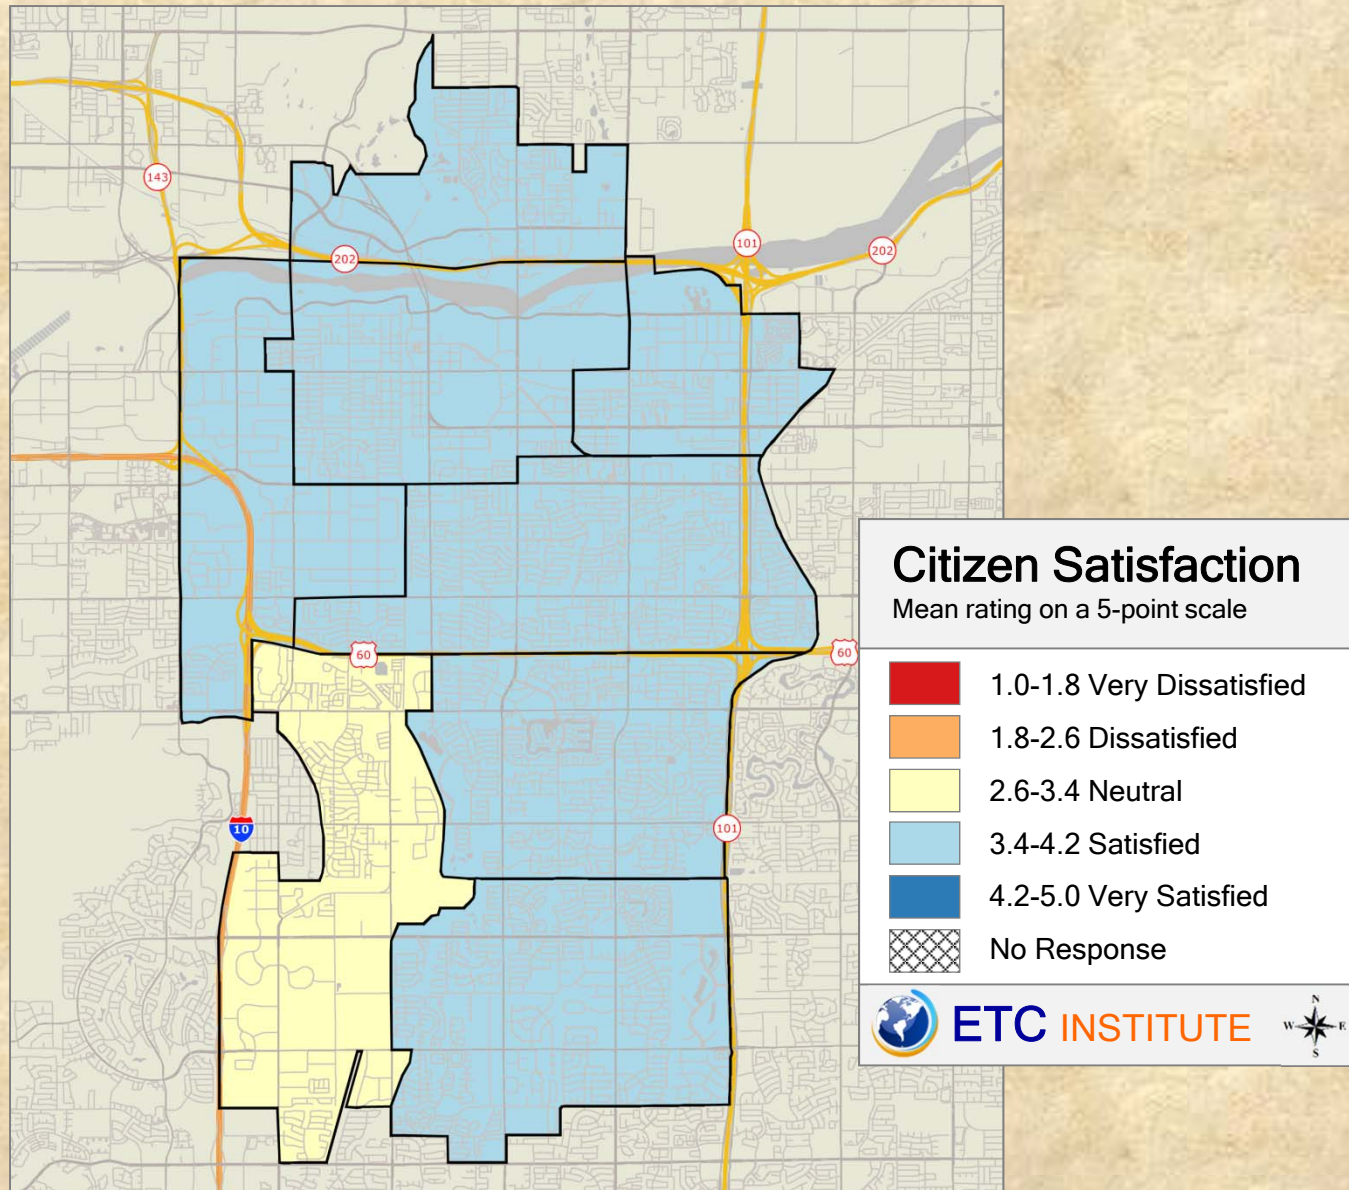 143
202
101
202
60
60
10
101
Citizen Satisfaction
Mean rating on a 5-point scale
1.0-1.8 Very Dissatisfied
1.8-2.6 Dissatisfied
2.6-3.4 Neutral
3.4-4.2 Satisfied
4.2-5.0 Very Satisfied
No Response
ETC INSTITUTE
N
W E
S